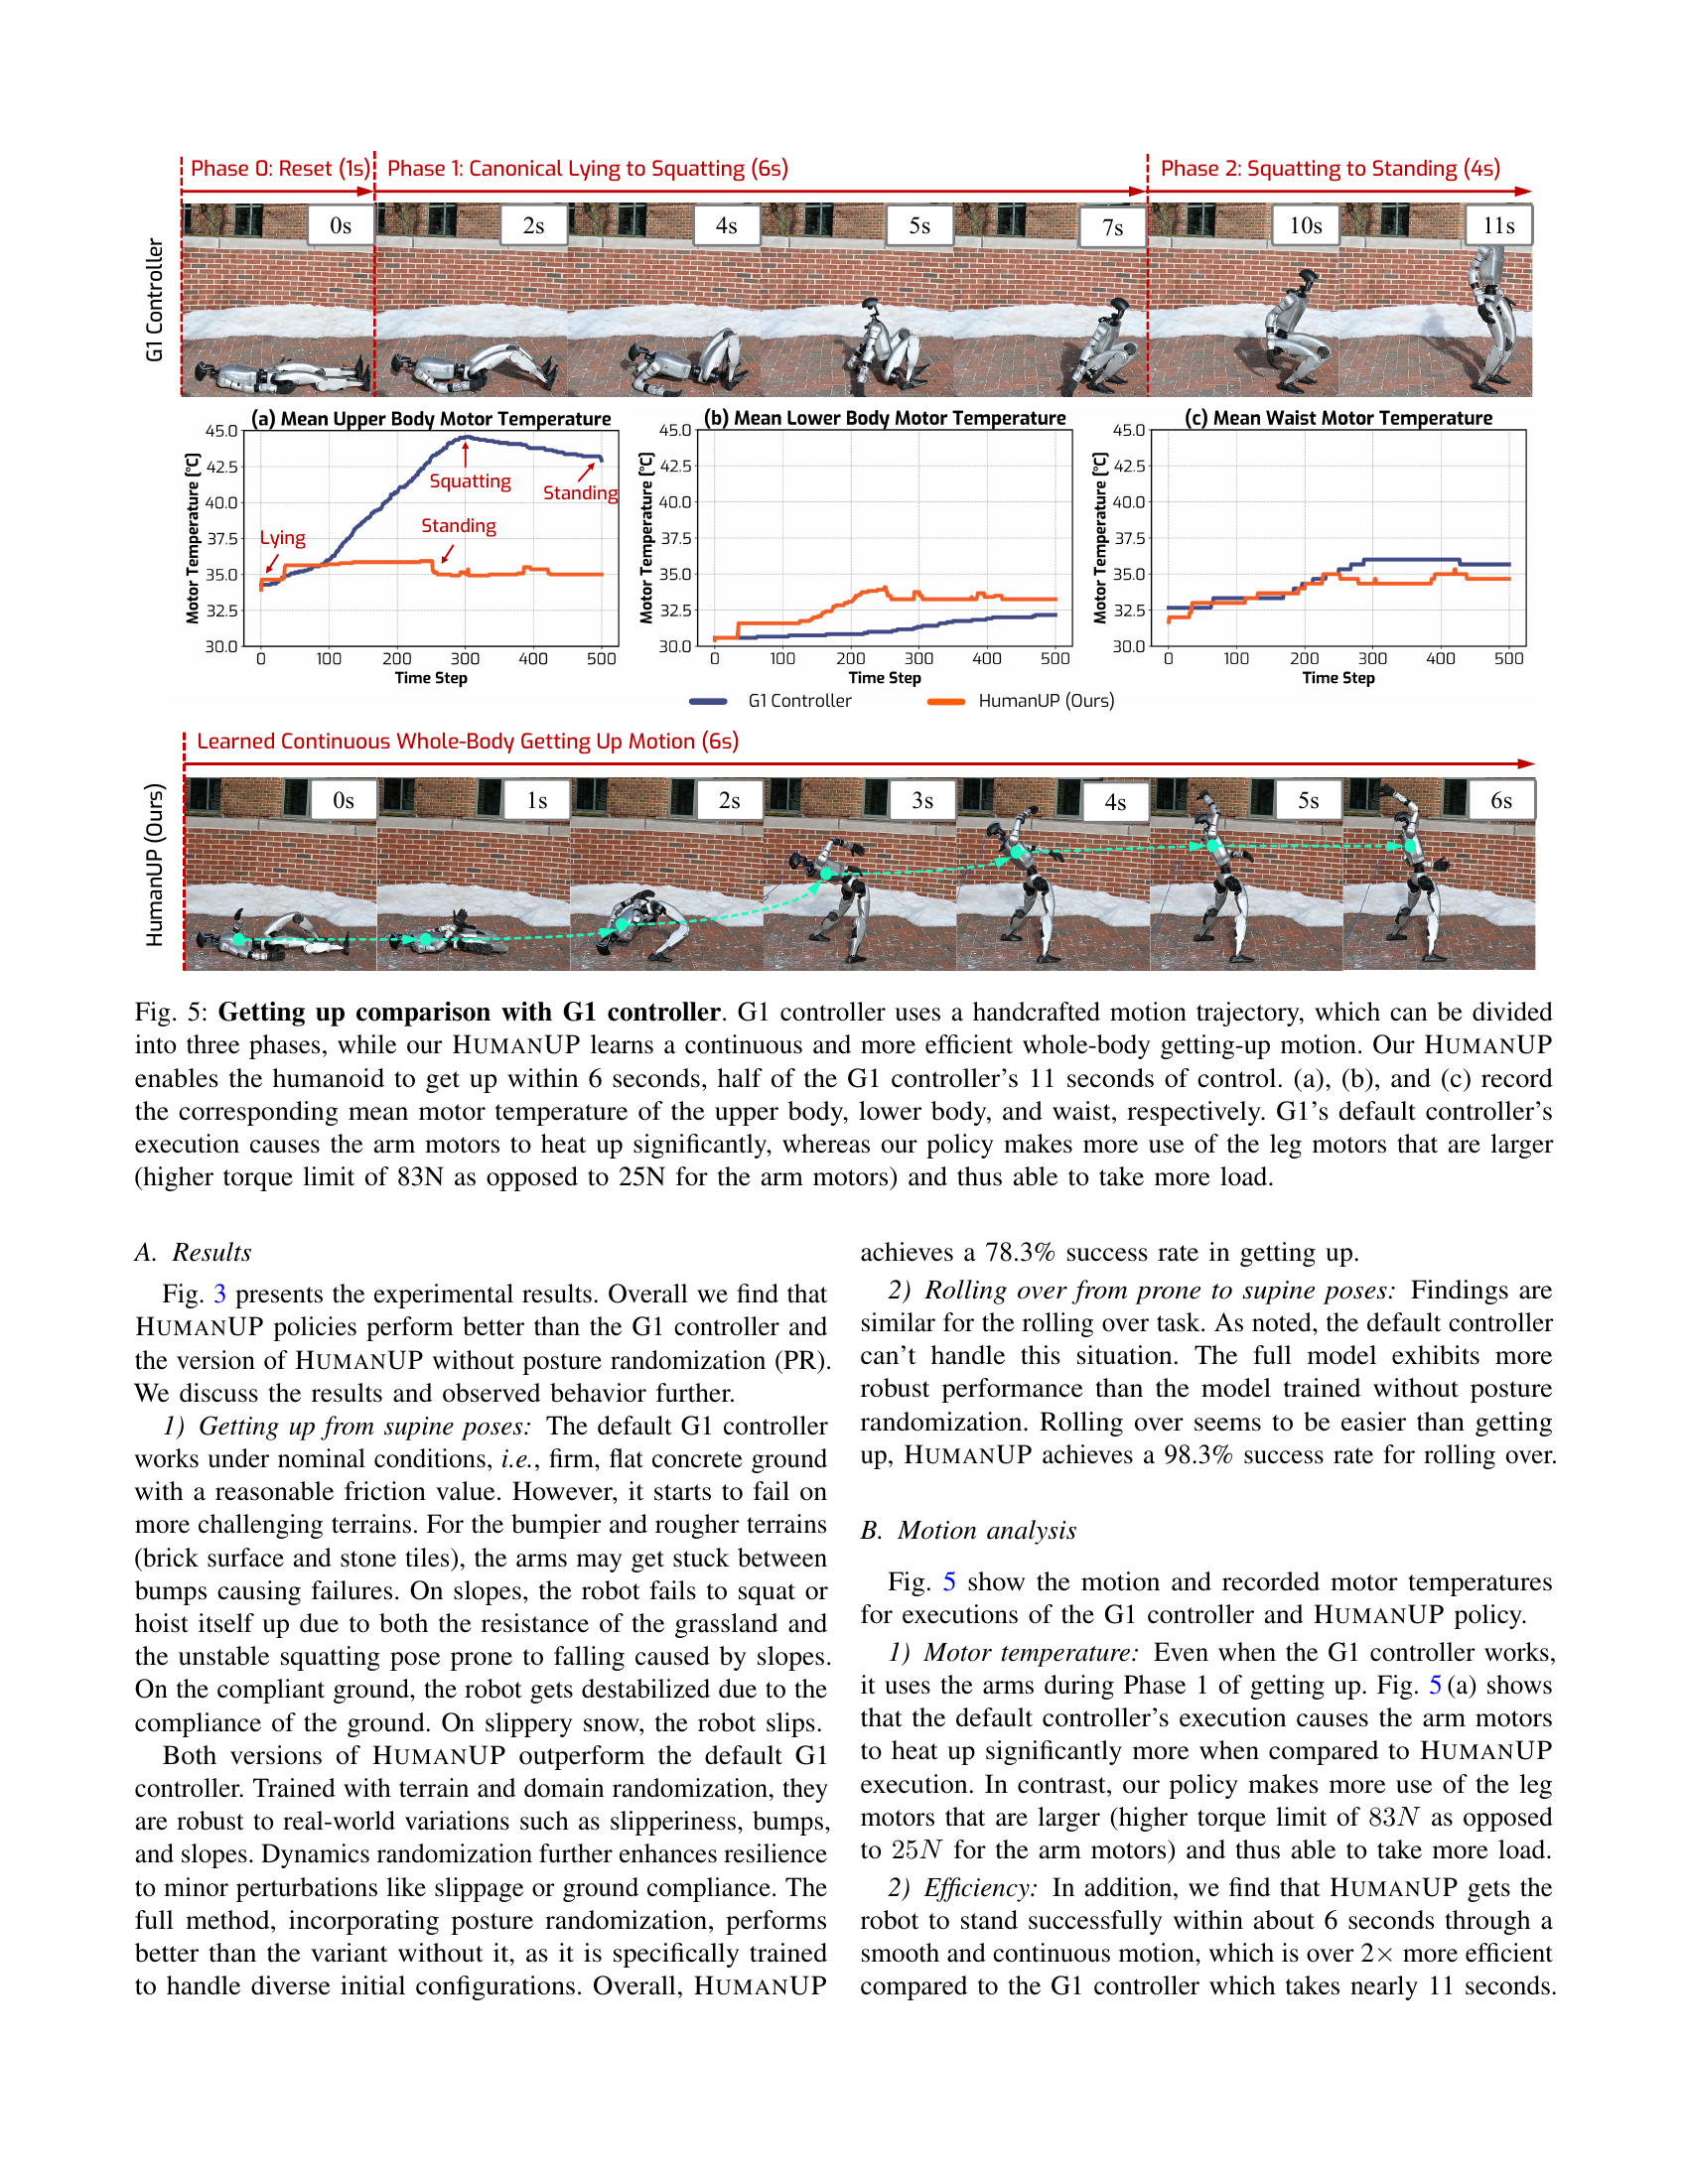 Phase 0: Reset (1s)
Phase 1: Canonical Lying to Squatting (6s)
Phase 2: Squatting to Standing (4s)
G1 Controller
0s
2s
4s
5s
7s
10s
11s
(a) Mean Upper Body Motor Temperature
Motor Temperature (°C)
45.0
42.5
40.0
37.5
35.0
32.5
30.0
Lying
Squatting
Standing
Standing
0 100 200 300 400 500
Time Step
(b) Mean Lower Body Motor Temperature
Motor Temperature (°C)
45.0
42.5
40.0
37.5
35.0
32.5
30.0
0 100 200 300 400 500
Time Step
(c) Mean Waist Motor Temperature
Motor Temperature (°C)
45.0
42.5
40.0
37.5
35.0
32.5
30.0
0 100 200 300 400 500
Time Step
G1 Controller
HumanUP (Ours)
Learned Continuous Whole-Body Getting Up Motion (6s)
HumanUP (Ours)
0s
1s
2s
3s
4s
5s
6s
Fig. 5: Getting up comparison with G1 controller. G1 controller uses a handcrafted motion trajectory, which can be divided
into three phases, while our HUMANUP learns a continuous and more efficient whole-body getting-up motion. Our HUMANUP
enables the humanoid to get up within 6 seconds, half of the G1 controller's 11 seconds of control. (a), (b), and (c) record
the corresponding mean motor temperature of the upper body, lower body, and waist, respectively. G1's default controller's
execution causes the arm motors to heat up significantly, whereas our policy makes more use of the leg motors that are larger
(higher torque limit of 83N as opposed to 25N for the arm motors) and thus able to take more load.
A. Results
Fig. 3 presents the experimental results. Overall we find that
HUMANUP policies perform better than the G1 controller and
the version of HUMANUP without posture randomization (PR).
We discuss the results and observed behavior further.
1) Getting up from supine poses: The default G1 controller
works under nominal conditions, i.e., firm, flat concrete ground
with a reasonable friction value. However, it starts to fail on
more challenging terrains. For the bumpier and rougher terrains
(brick surface and stone tiles), the arms may get stuck between
bumps causing failures. On slopes, the robot fails to squat or
hoist itself up due to both the resistance of the grassland and
the unstable squatting pose prone to falling caused by slopes.
On the compliant ground, the robot gets destabilized due to the
compliance of the ground. On slippery snow, the robot slips.
Both versions of HUMANUP outperform the default G1
controller. Trained with terrain and domain randomization, they
are robust to real-world variations such as slipperiness, bumps,
and slopes. Dynamics randomization further enhances resilience
to minor perturbations like slippage or ground compliance. The
full method, incorporating posture randomization, performs
better than the variant without it, as it is specifically trained
to handle diverse initial configurations. Overall, HUMANUP
achieves a 78.3% success rate in getting up.
2) Rolling over from prone to supine poses: Findings are
similar for the rolling over task. As noted, the default controller
can't handle this situation. The full model exhibits more
robust performance than the model trained without posture
randomization. Rolling over seems to be easier than getting
up, HUMANUP achieves a 98.3% success rate for rolling over.
B. Motion analysis
Fig. 5 show the motion and recorded motor temperatures
for executions of the G1 controller and HUMANUP policy.
1) Motor temperature: Even when the G1 controller works,
it uses the arms during Phase 1 of getting up. Fig. 5 (a) shows
that the default controller's execution causes the arm motors
to heat up significantly more when compared to HUMANUP
execution. In contrast, our policy makes more use of the leg
motors that are larger (higher torque limit of 83N as opposed
to 25N for the arm motors) and thus able to take more load.
2) Efficiency: In addition, we find that HUMANUP gets the
robot to stand successfully within about 6 seconds through a
smooth and continuous motion, which is over 2× more efficient
compared to the G1 controller which takes nearly 11 seconds.